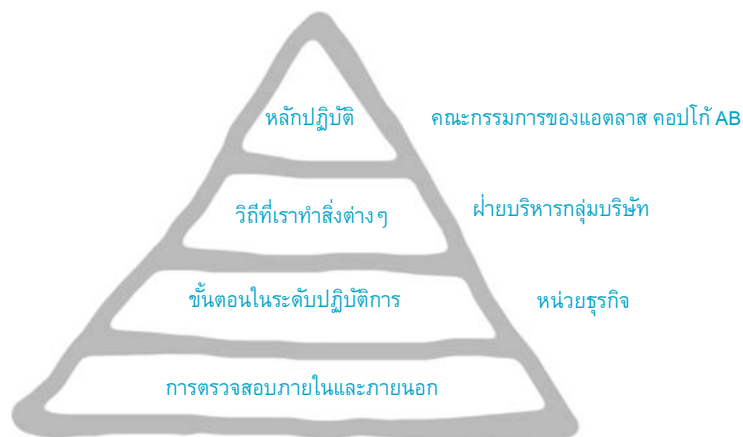 หลักปฏิบัติ คณะกรรมการของแอตลาส คอปโก้ AB
วิถีที่เราทำสิ่งต่างๆ ฝ่ายบริหารกลุ่มบริษัท
ขั้นตอนในระดับปฏิบัติการ หน่วยธุรกิจ
การตรวจสอบภายในและภายนอก